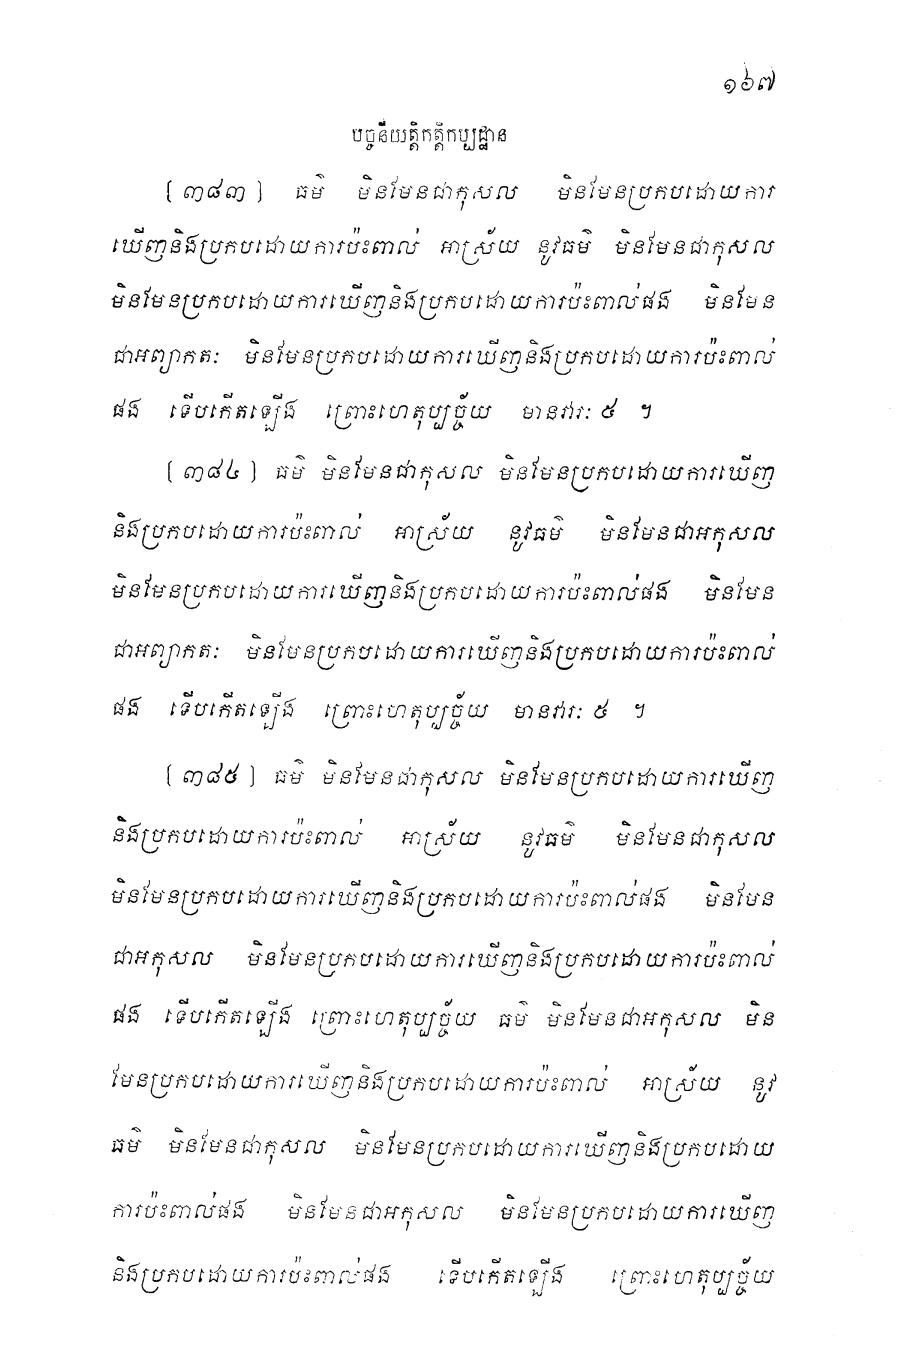 ១៦៧
បច្ចនីយត្តិកត្តិកប្បដ្ឋាន
[ ៣៨៣ ] ធម៌ មិនមែនជាកុសល មិនមែនប្រកបដោយការ
ឃើញនិងប្រកបដោយការប៉ះពាល់ អាស្រ័យ នូវធម៌ មិនមែនជាកុសល
មិនមែនប្រកបដោយការឃើញនិងប្រកបដោយការប៉ះពាល់ផង មិនមែន
ជាអព្យាកតៈ មិនមែនប្រកបដោយការឃើញនិងប្រកបដោយការប៉ះពាល់
ផង ទើបកើតឡើង ព្រោះហេតុប្បច្ច័យ មានវារៈ ៥ ។
[ ៣៨៤ ] ធម៌ មិនមែនជាកុសល មិនមែនប្រកបដោយការឃើញ
និងប្រកបដោយការប៉ះពាល់ អាស្រ័យ នូវធម៌ មិនមែនជាអកុសល
មិនមែនប្រកបដោយការឃើញនិងប្រកបដោយការប៉ះពាល់ផង មិនមែន
ជាអព្យាកតៈ មិនមែនប្រកបដោយការឃើញនិងប្រកបដោយការប៉ះពាល់
ផង ទើបកើតឡើង ព្រោះហេតុប្បច្ច័យ មានវារៈ ៥ ។
[ ៣៨៥ ] ធម៌ មិនមែនជាកុសល មិនមែនប្រកបដោយការឃើញ
និងប្រកបដោយការប៉ះពាល់ អាស្រ័យ នូវធម៌ មិនមែនជាកុសល
មិនមែនប្រកបដោយការឃើញនិងប្រកបដោយការប៉ះពាល់ផង មិនមែន
ជាអកុសល មិនមែនប្រកបដោយការឃើញនិងប្រកបដោយការប៉ះពាល់
ផង ទើបកើតឡើង ព្រោះហេតុប្បច្ច័យ ធម៌ មិនមែនជាអកុសល មិន
មែនប្រកបដោយការឃើញនិងប្រកបដោយការប៉ះពាល់ អាស្រ័យ នូវ
ធម៌ មិនមែនជាកុសល មិនមែនប្រកបដោយការឃើញនិងប្រកបដោយ
ការប៉ះពាល់ផង មិនមែនជាអកុសល មិនមែនប្រកបដោយការឃើញ
និងប្រកបដោយការប៉ះពាល់ផង ទើបកើតឡើង ព្រោះហេតុប្បច្ច័យ